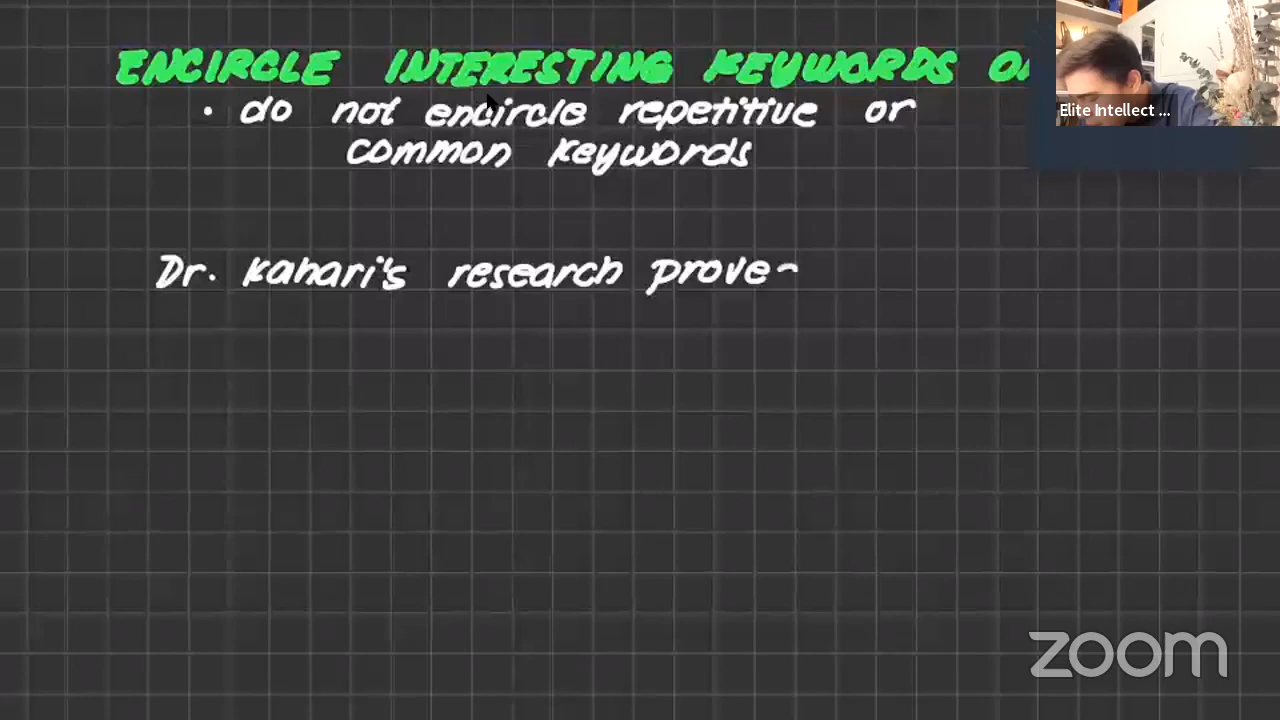 ENCIRCLE INTERESTING KEYWORDS
• do not encircle repetitive or
common keywords
Dr. Kahari's research prove
Elite Intellect ...
zoom